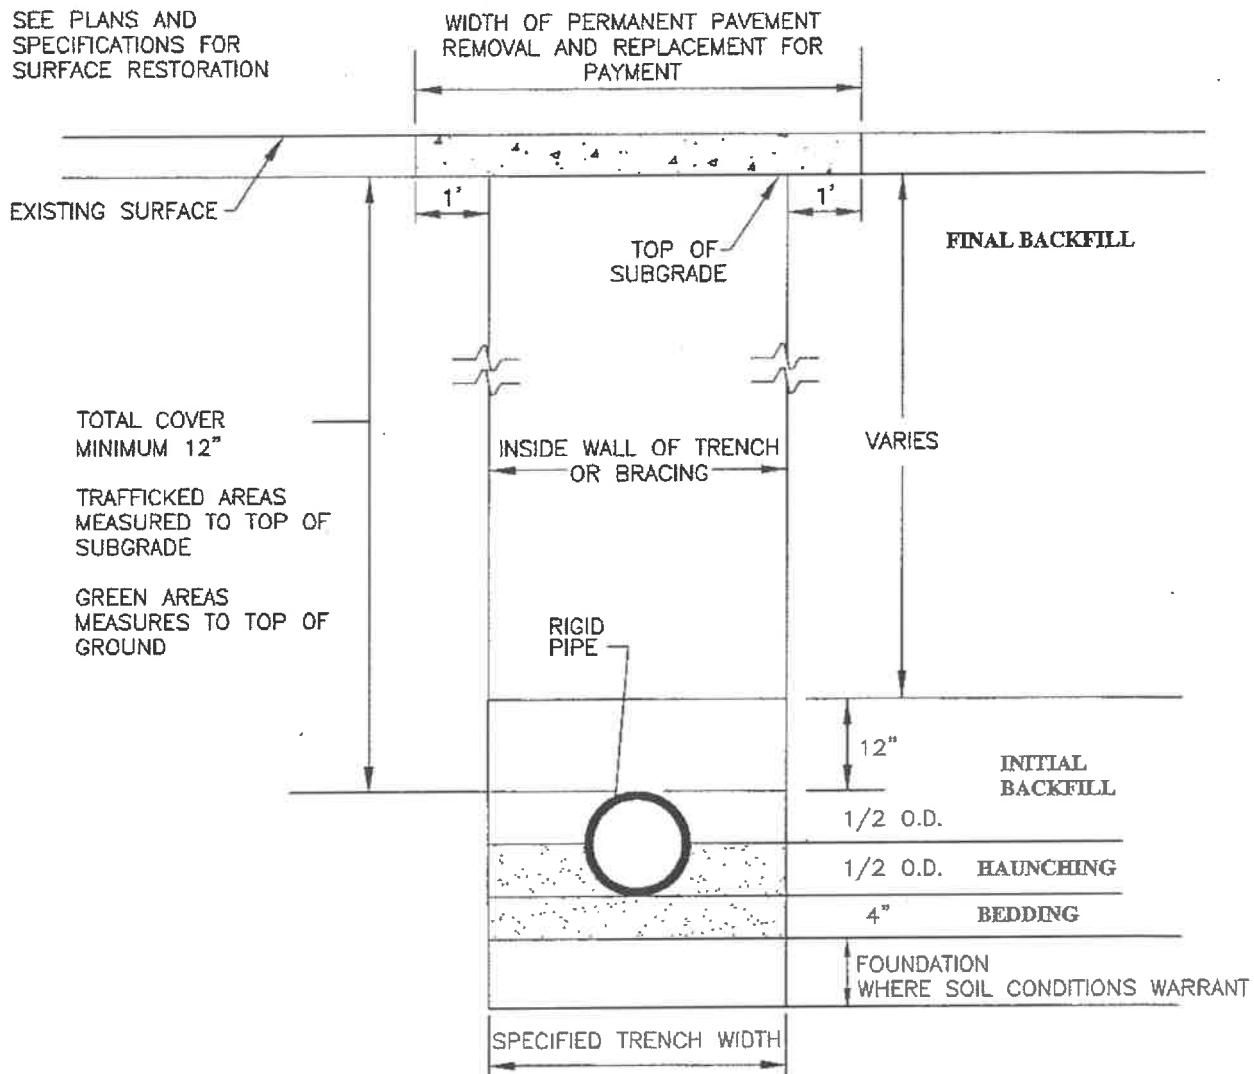 SEE PLANS AND
SPECIFICATIONS FOR
SURFACE RESTORATION
WIDTH OF PERMANENT PAVEMENT
REMOVAL AND REPLACEMENT FOR
PAYMENT
EXISTING SURFACE
1'
1'
TOP OF
SUBGRADE
FINAL BACKFILL
TOTAL COVER
MINIMUM 12"
TRAFFICKED AREAS
MEASURED TO TOP OF
SUBGRADE
GREEN AREAS
MEASURES TO TOP OF
GROUND
INSIDE WALL OF TRENCH
OR BRACING
VARIES
RIGID
PIPE
12"
INITIAL
BACKFILL
1/2 O.D.
1/2 O.D. HAUNCHING
4" BEDDING
FOUNDATION
WHERE SOIL CONDITIONS WARRANT
SPECIFIED TRENCH WIDTH